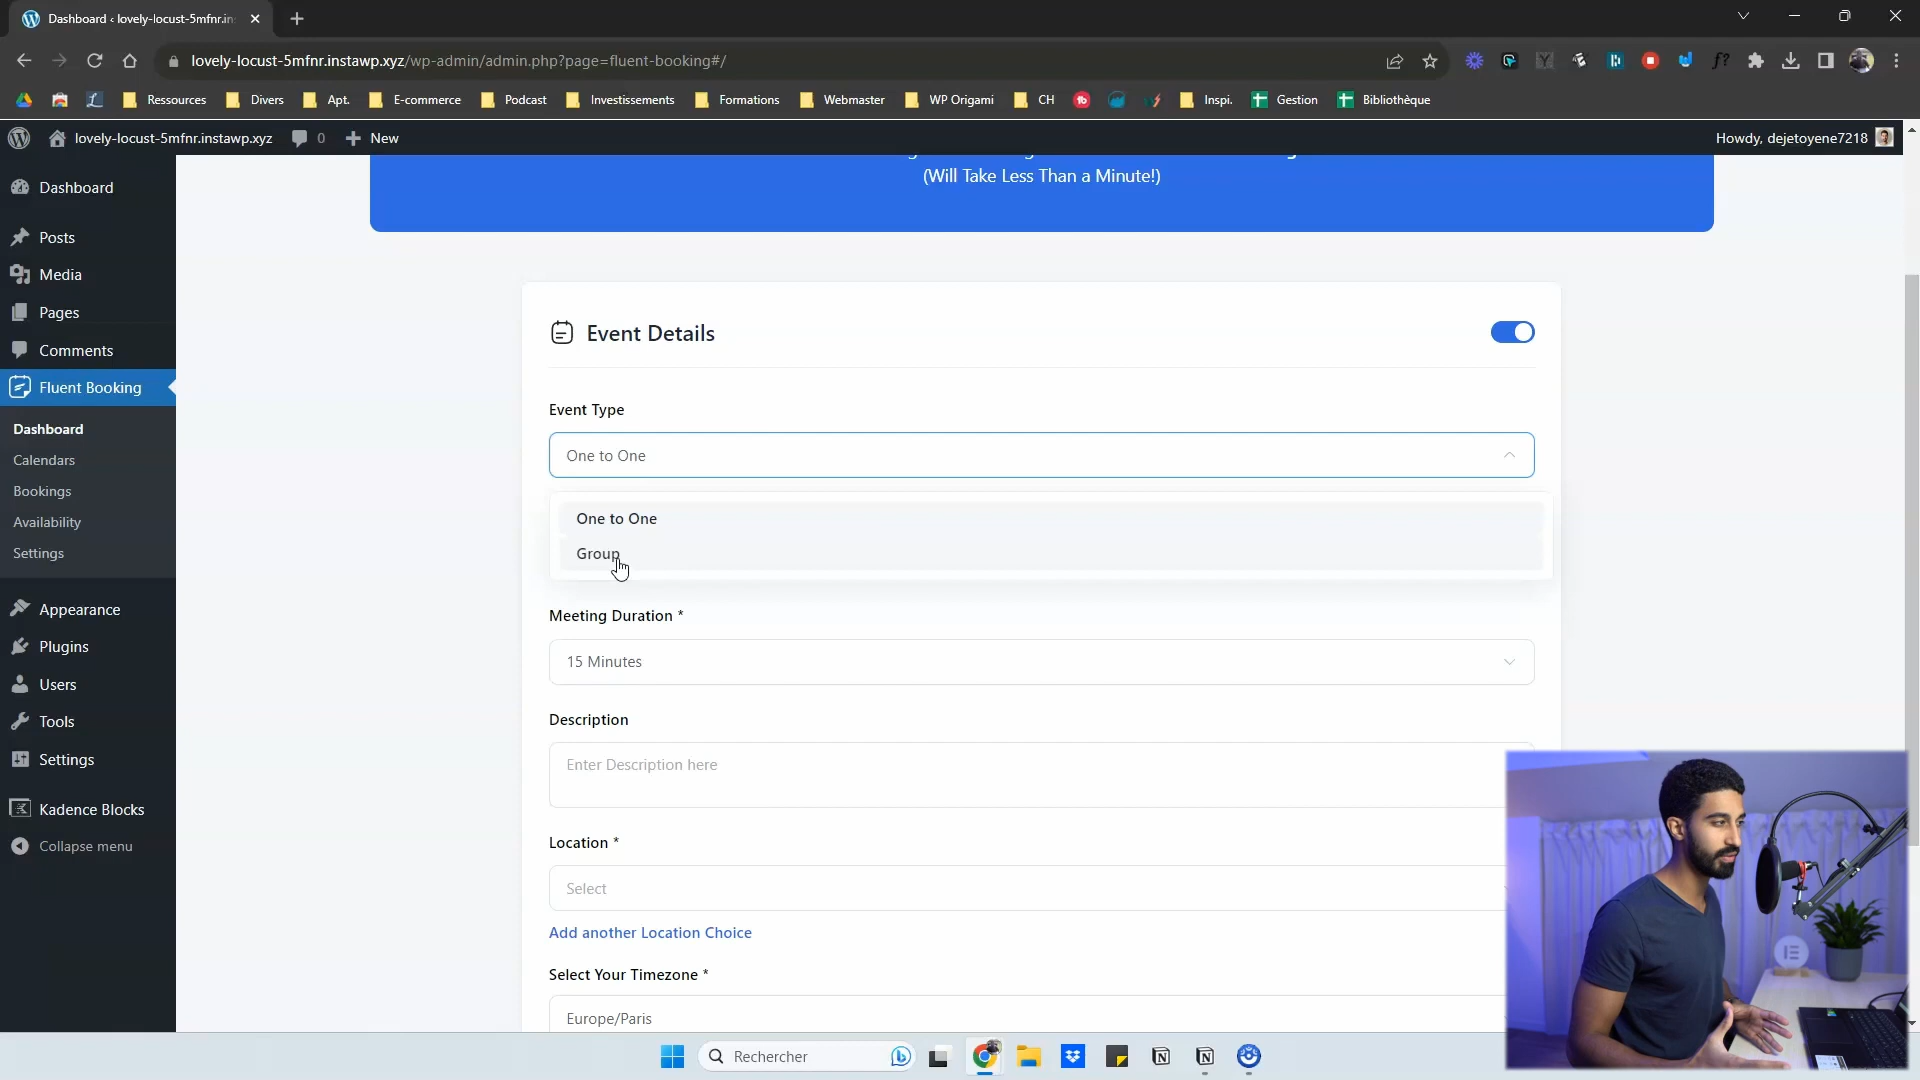 Dashboard ‹ lovely-locust-5mfnr.in
lovely-locust-5mfnr.instawp.xyz/wp-admin/admin.php?page=fluent-booking#/
Ressources
Divers
Apt.
E-commerce
Podcast
Investissements
Formations
Webmaster
WP Origami
CH
Inspi.
Gestion
Bibliothèque
lovely-locust-5mfnr.instawp.xyz
0
New
Howdy, dejetoyene7218
Dashboard
Posts
Media
Pages
Comments
Fluent Booking
Dashboard
Calendars
Bookings
Availability
Settings
Appearance
Plugins
Users
Tools
Settings
Kadence Blocks
Collapse menu
(Will Take Less Than a Minute!)
Event Details
Event Type
One to One
One to One
Group
Meeting Duration *
15 Minutes
Description
Enter Description here
Location *
Select
Add another Location Choice
Select Your Timezone *
Europe/Paris
Rechercher